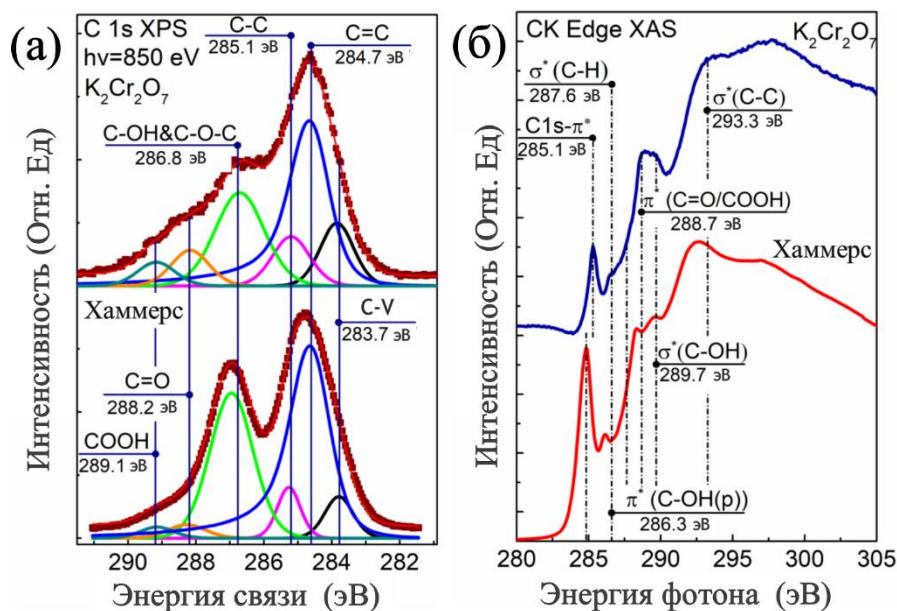 (а)
C 1s XPS
hν=850 eV
K₂Cr₂O₇
C-C
285.1 эВ
C=C
284.7 эВ
C-OH&C-O-C
286.8 эВ
Хаммерс
C-V
283.7 эВ
C=O
288.2 эВ
COOH
289.1 эВ
290 288 286 284 282
Энергия связи (эВ)
Интенсивность (Отн. Ед)
(б)
CK Edge XAS
K₂Cr₂O₇
σ*(C-H)
287.6 эВ
C1s-π*
285.1 эВ
σ*(C-C)
293.3 эВ
π* (C=O/COOH)
288.7 эВ
Хаммерс
σ*(C-OH)
289.7 эВ
π* (C-OH(p))
286.3 эВ
280 285 290 295 300 305
Энергия фотона (эВ)
Интенсивность (Отн. Ед)